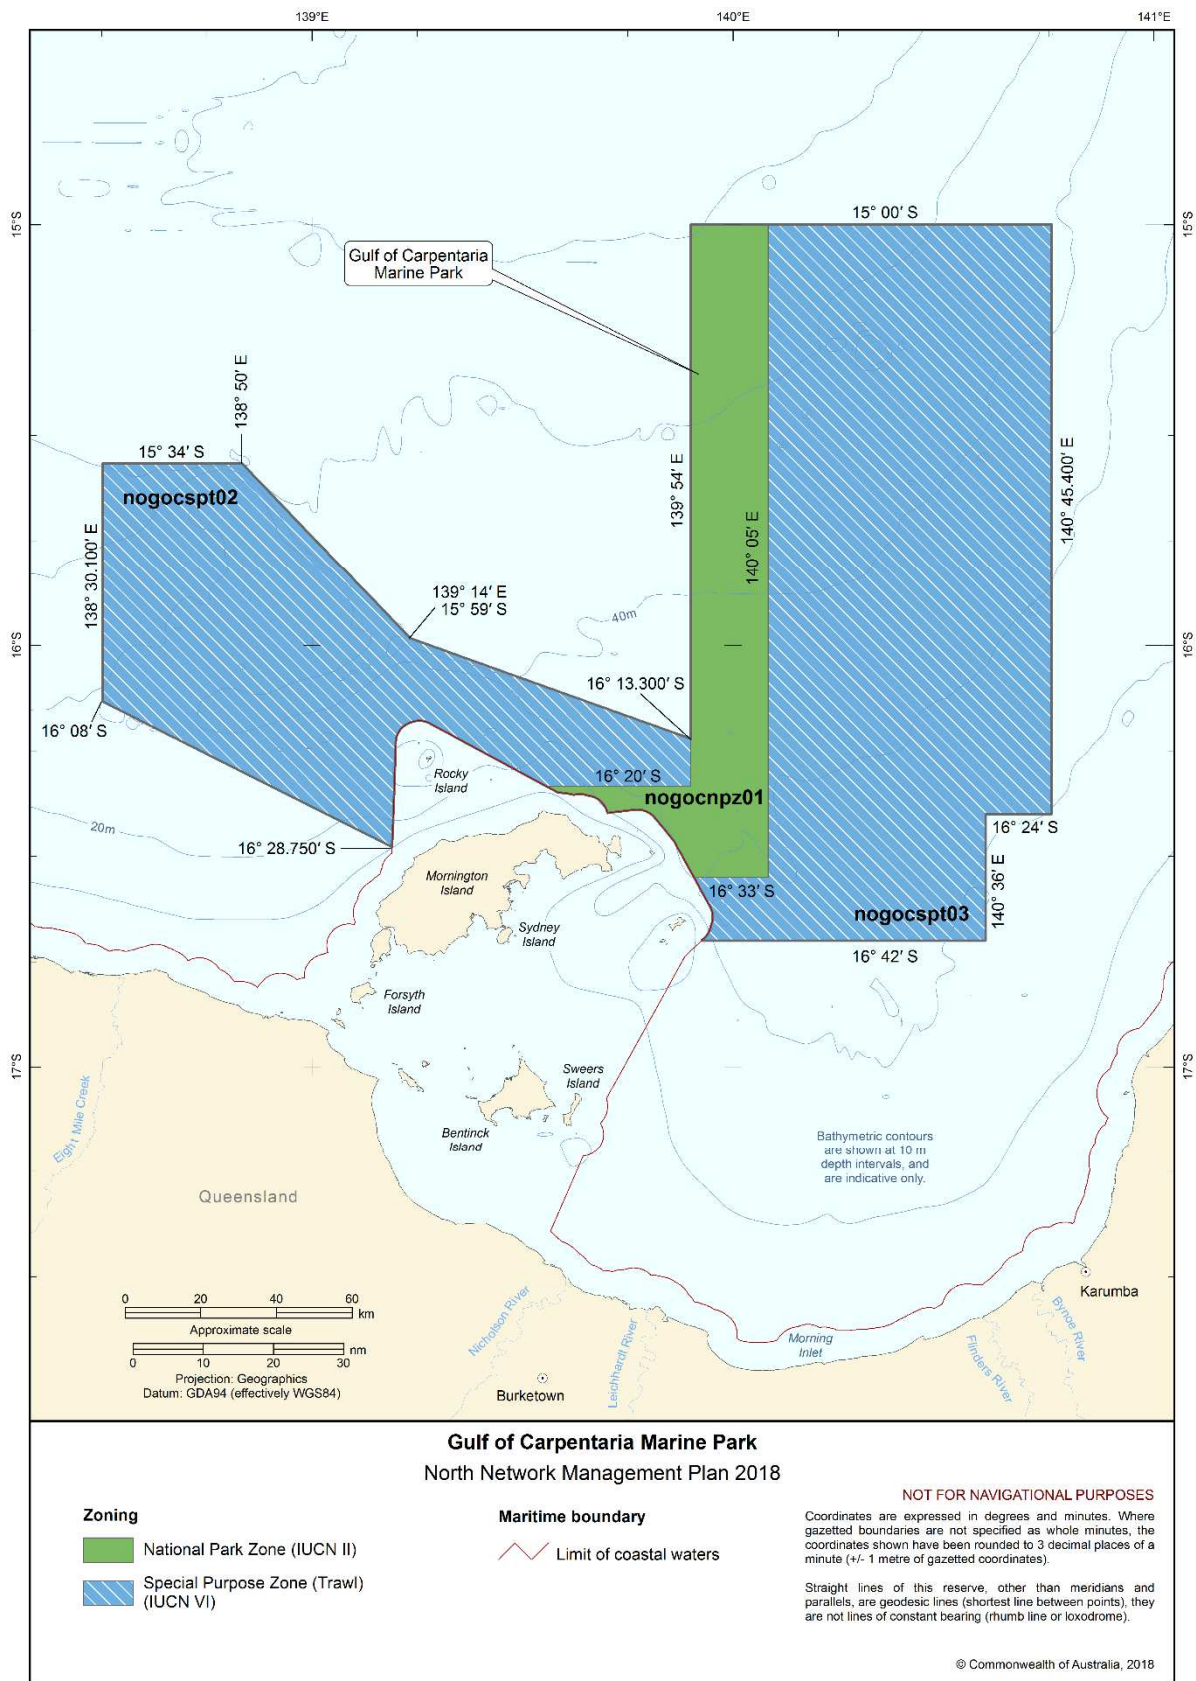 139°E
140°E
141°E
15°S
15° 00' S
15°S
Gulf of Carpentaria
Marine Park
138° 50' E
15° 34' S
nogocspt02
138° 30.100' E
139° 54' E
140° 05' E
140° 45.400' E
139° 14' E
15° 59' S
40m
16°S
16°S
16° 13.300' S
16° 08' S
Rocky
Island
16° 20' S
nogocnpz01
20m
16° 28.750' S
16° 24' S
Mornington
Island
16° 33' S
140° 36' E
nogocspt03
Sydney
Island
16° 42' S
Forsyth
Island
17°S
17°S
Sweers
Island
Bentinck
Island
Eight Mile Creek
Bathymetric contours
are shown at 10 m
depth intervals, and
are indicative only.
Queensland
Karumba
0 20 40 60 km
Approximate scale
0 10 20 30 nm
Projection: Geographics
Datum: GDA94 (effectively WGS84)
Nicholson River
Burketown
Leichhardt River
Morning
Inlet
Flinders River
Bynoe River
Gulf of Carpentaria Marine Park
North Network Management Plan 2018
Zoning
National Park Zone (IUCN II)
Special Purpose Zone (Trawl)
(IUCN VI)
Maritime boundary
Limit of coastal waters
NOT FOR NAVIGATIONAL PURPOSES
Coordinates are expressed in degrees and minutes. Where
gazetted boundaries are not specified as whole minutes, the
coordinates shown have been rounded to 3 decimal places of a
minute (+/- 1 metre of gazetted coordinates).
Straight lines of this reserve, other than meridians and
parallels, are geodesic lines (shortest line between points), they
are not lines of constant bearing (rhumb line or loxodrome).
© Commonwealth of Australia, 2018